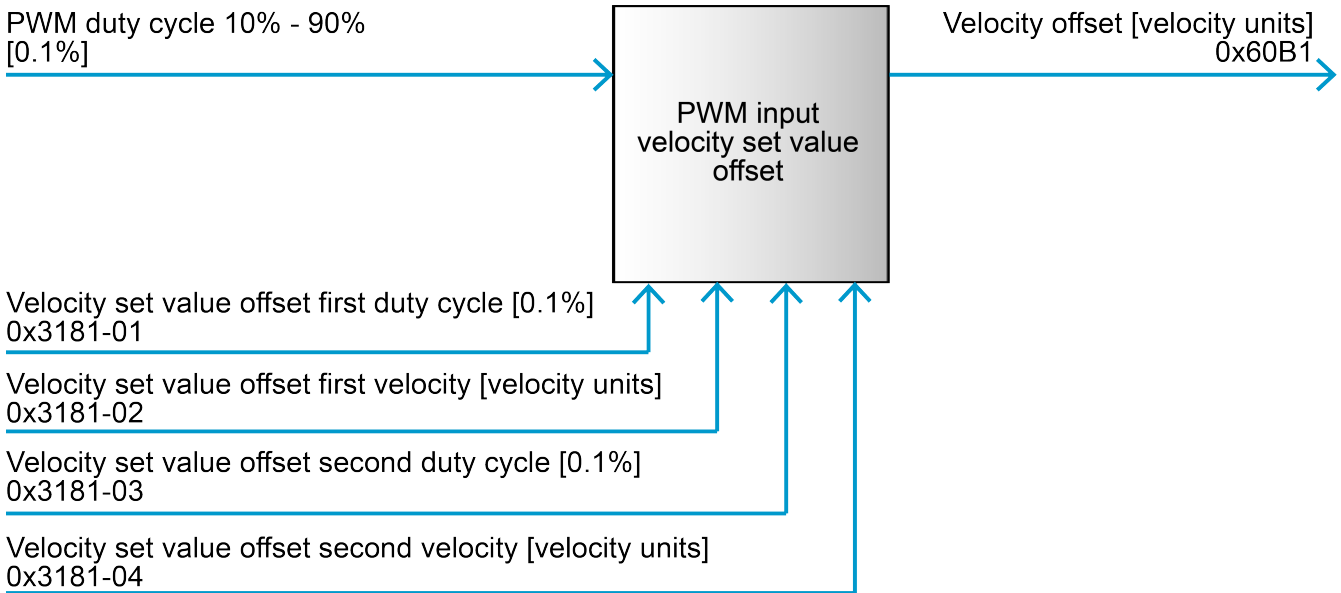 PWM duty cycle 10% - 90%
[0.1%]
Velocity offset [velocity units]
0x60B1
PWM input
velocity set value
offset
Velocity set value offset first duty cycle [0.1%]
0x3181-01
Velocity set value offset first velocity [velocity units]
0x3181-02
Velocity set value offset second duty cycle [0.1%]
0x3181-03
Velocity set value offset second velocity [velocity units]
0x3181-04